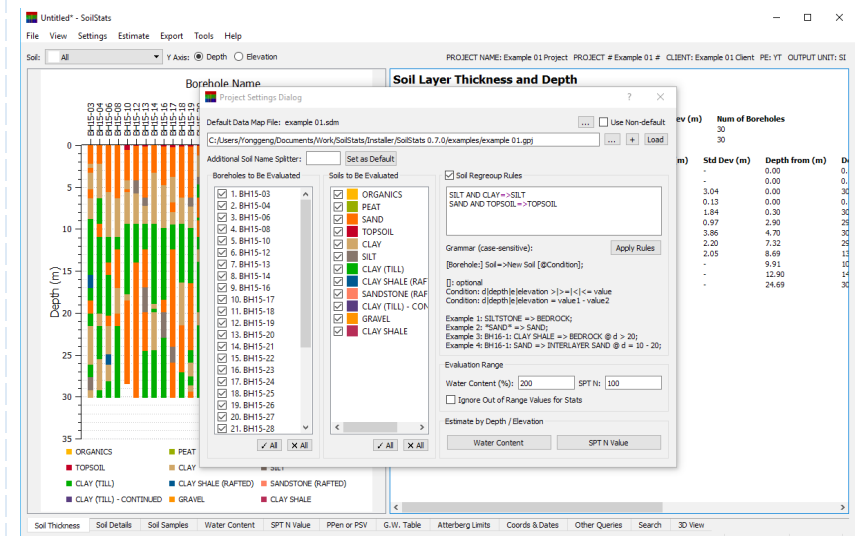 Untitled* - SoilStats
File View Settings Estimate Export Tools Help
Soil: All Y Axis: Depth Elevation PROJECT NAME: Example 01 Project PROJECT # Example 01 # CLIENT: Example 01 Client PE: YT OUTPUT UNIT: SI
Borehole Name
BH15-03
BH15-04
BH15-06
BH15-08
BH15-10
BH15-12
BH15-13
BH15-14
BH15-16
BH15-17
BH15-18
BH15-19
Depth (m)
0
5
10
15
20
25
30
35
ORGANICS PEAT
TOPSOIL CLAY SILT
CLAY (TILL) CLAY SHALE (RAFTED) SANDSTONE (RAFTED)
CLAY (TILL) - CONTINUED GRAVEL CLAY SHALE
Project Settings Dialog ?
Default Data Map File: example 01.sdm ... Use Non-default
C:/Users/Yonggeng/Documents/Work/SoilStats/Installer/SoilStats 0.7.0/examples/example 01.gpj ... + Load
Additional Soil Name Splitter: Set as Default
Boreholes to Be Evaluated
1. BH15-03
2. BH15-04
3. BH15-06
4. BH15-08
5. BH15-10
6. BH15-12
7. BH15-13
8. BH15-14
9. BH15-16
10. BH15-17
11. BH15-18
12. BH15-19
13. BH15-20
14. BH15-21
15. BH15-22
16. BH15-23
17. BH15-24
18. BH15-25
19. BH15-26
20. BH15-27
21. BH15-28
All All
Soils to Be Evaluated
ORGANICS
PEAT
SAND
TOPSOIL
CLAY
SILT
CLAY (TILL)
CLAY SHALE (RAFT
SANDSTONE (RAF
CLAY (TILL) - CON
GRAVEL
CLAY SHALE
All All
Soil Regreoup Rules
SILT AND CLAY=>SILT
SAND AND TOPSOIL=>TOPSOIL
Grammar (case-sensitive): Apply Rules
[Borehole:] Soil=>New Soil [@Condition];
[]: optional
Condition: d|depth|e|elevation >|>=|<|<= value
Condition: d|depth|e|elevation = value1 - value2
Example 1: SILTSTONE => BEDROCK;
Example 2: *SAND* => SAND;
Example 3: BH16-1: CLAY SHALE => BEDROCK @ d > 20;
Example 4: BH16-1: SAND => INTERLAYER SAND @ d = 10 - 20;
Evaluation Range
Water Content (%): 200 SPT N: 100
Ignore Out of Range Values for Stats
Estimate by Depth / Elevation
Water Content SPT N Value
Soil Layer Thickness and Depth
ev (m) Num of Boreholes
30
30
m) Std Dev (m) Depth from (m) De
- 0.00 0.
- 0.00 0.
3.04 0.00 30
0.13 0.00 0.
1.84 0.30 30
0.97 2.90 29
3.86 4.70 30
2.20 7.32 29
2.05 8.69 13
- 9.91 10
- 12.90 14
- 24.69 30
Soil Thickness Soil Details Soil Samples Water Content SPT N Value PPen or PSV G.W. Table Atterberg Limits Coords & Dates Other Queries Search 3D View